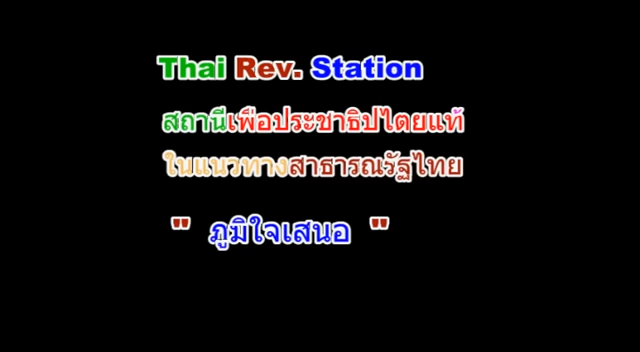 Thai Rev. Station
สถานีเพื่อประชาธิปไตยแท้
ในแนวทางสาธารณรัฐไทย
" ภูมิใจเสนอ "